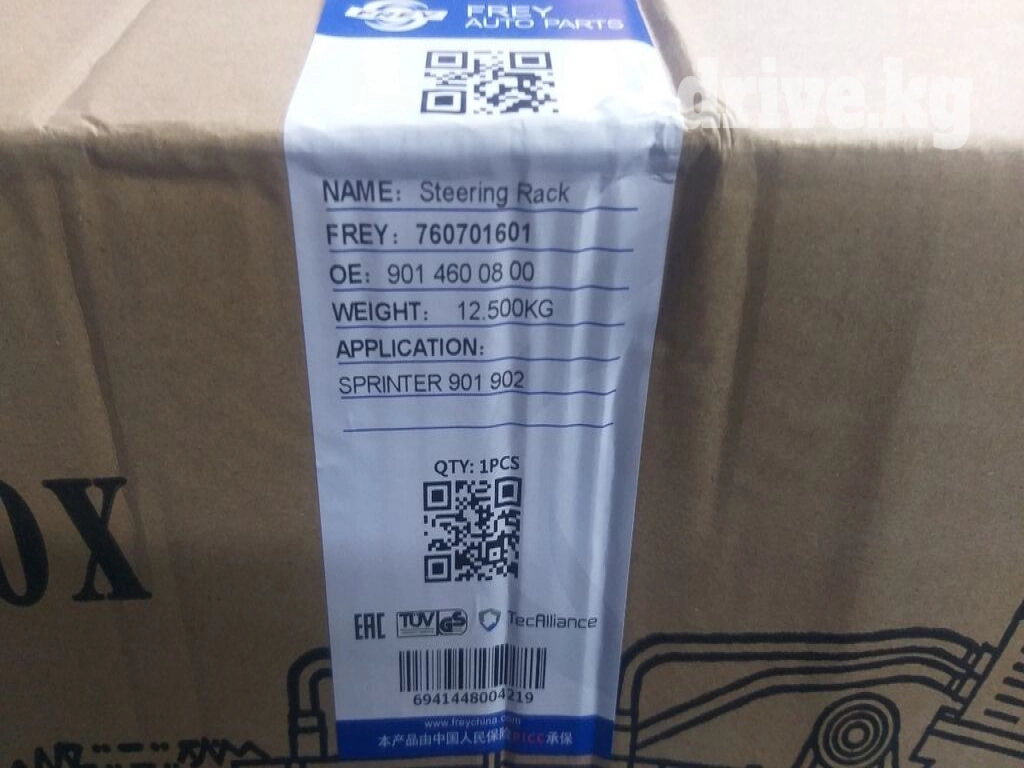 FREY
AUTO PARTS
drive.kg
NAME: Steering Rack
FREY: 760701601
OE: 901 460 08 00
WEIGHT: 12.500KG
APPLICATION:
SPRINTER 901 902
QTY: 1PCS
OX
EAC TÜV GS TecAlliance
6941448004219
www.freychina.com
本产品由中国人民保险PICC承保